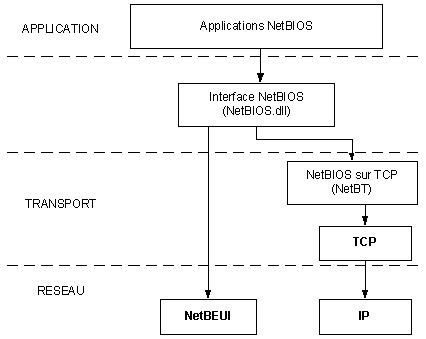 APPLICATION
Applications NetBIOS
Interface NetBIOS
(NetBIOS.dll)
NetBIOS sur TCP
(NetBT)
TRANSPORT
TCP
RESEAU
NetBEUI
IP